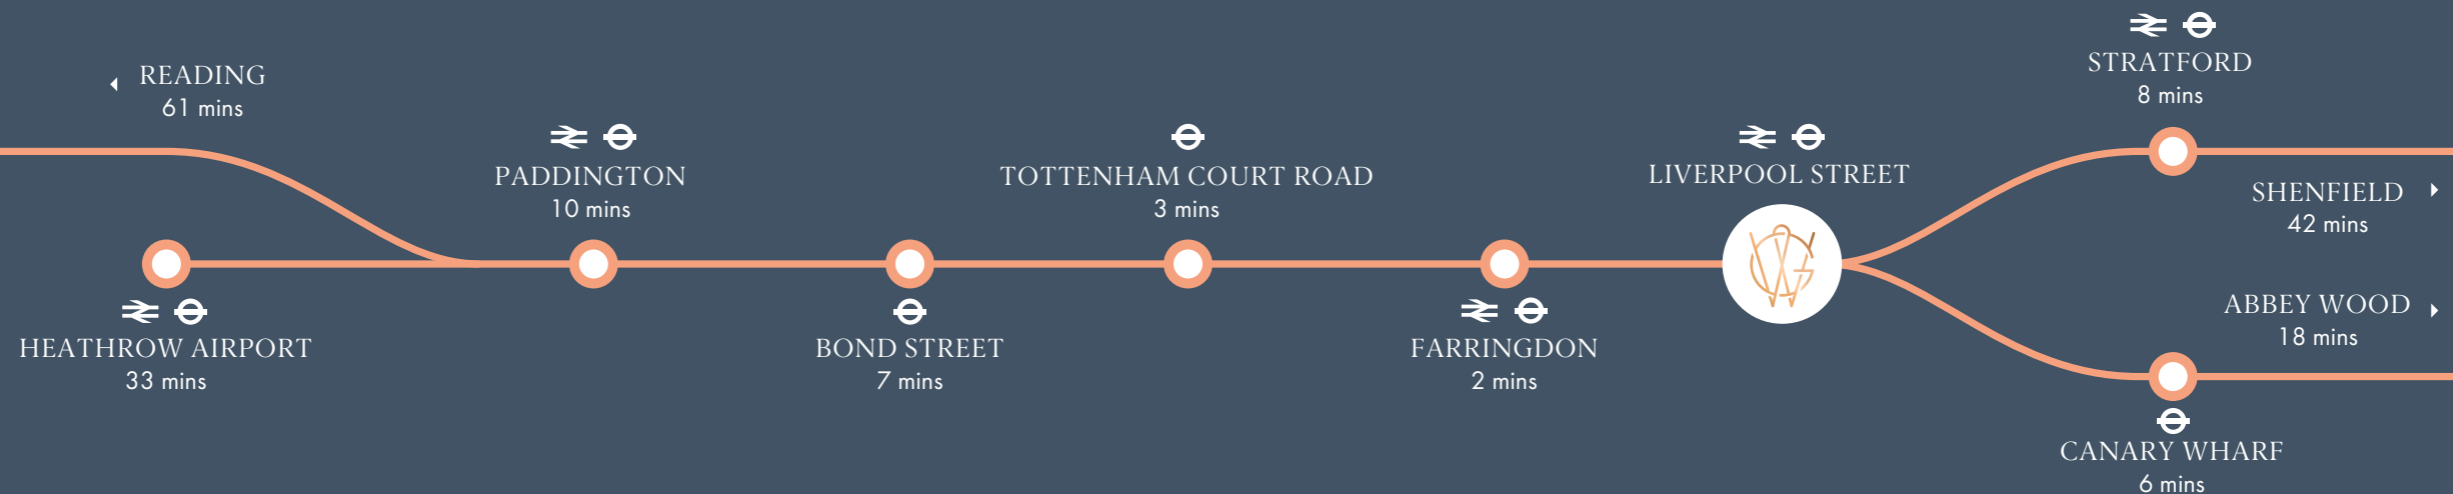 READING
61 mins
HEATHROW AIRPORT
33 mins
PADDINGTON
10 mins
BOND STREET
7 mins
TOTTENHAM COURT ROAD
3 mins
FARRINGDON
2 mins
LIVERPOOL STREET
STRATFORD
8 mins
SHENFIELD
42 mins
ABBEY WOOD
18 mins
CANARY WHARF
6 mins